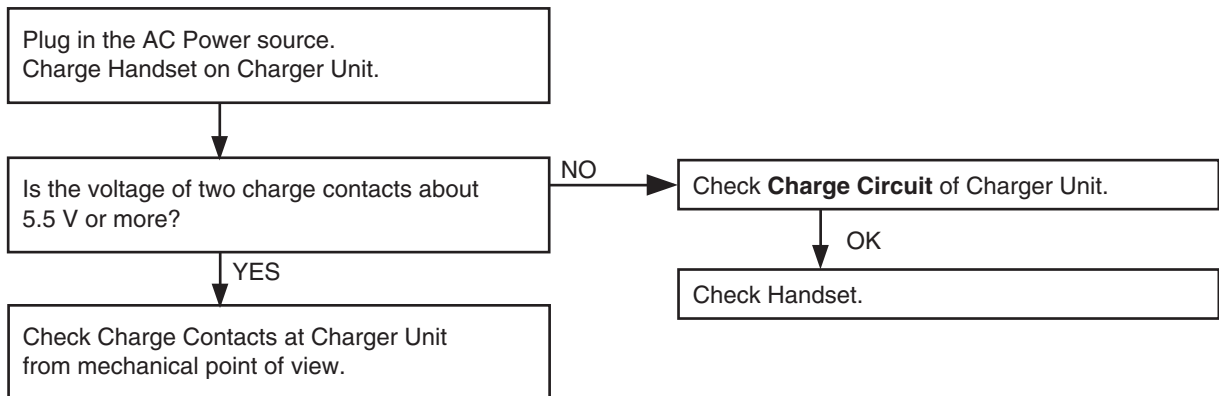 Plug in the AC Power source.
Charge Handset on Charger Unit.
Is the voltage of two charge contacts about
5.5 V or more?
NO
Check Charge Circuit of Charger Unit.
OK
Check Handset.
YES
Check Charge Contacts at Charger Unit
from mechanical point of view.